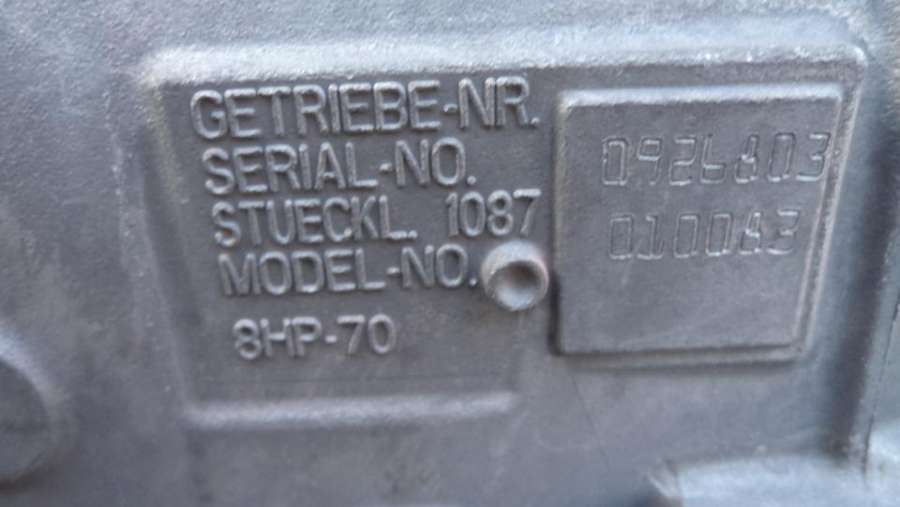 GETRIEBE-NR.
SERIAL-NO.
0926803
STUECKL. 1087
MODEL-NO.
010083
8HP-70